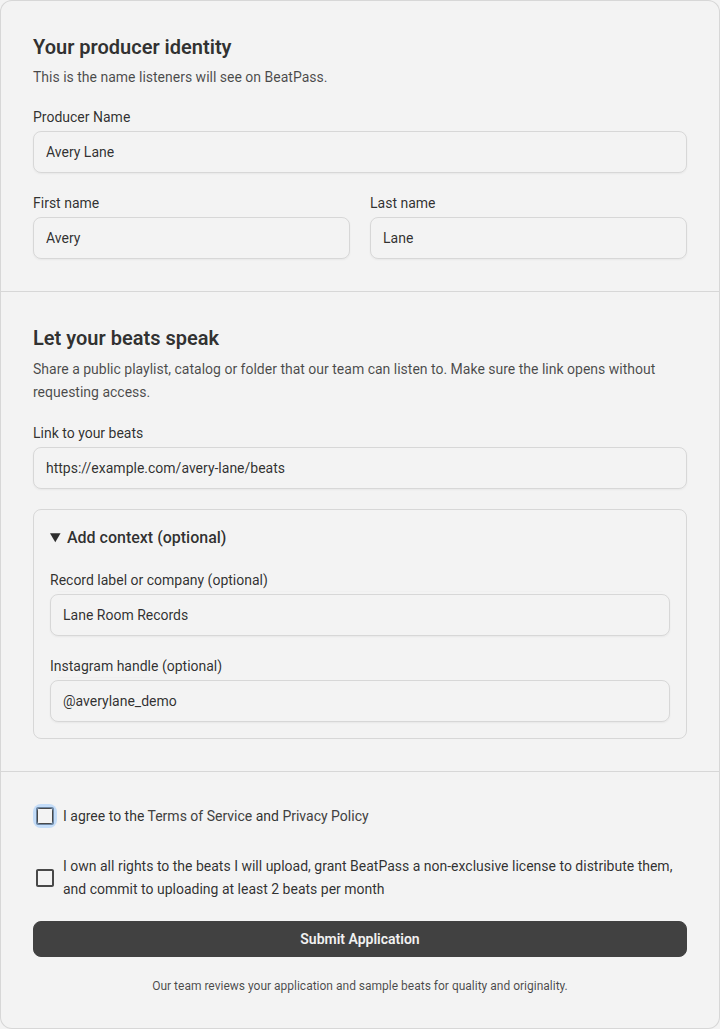 Your producer identity
This is the name listeners will see on BeatPass.
Producer Name
Avery Lane
First name
Last name
Avery
Lane
Let your beats speak
Share a public playlist, catalog or folder that our team can listen to. Make sure the link opens without
requesting access.
Link to your beats
https://example.com/avery-lane/beats
Add context (optional)
Record label or company (optional)
Lane Room Records
Instagram handle (optional)
@averylane_demo
I agree to the Terms of Service and Privacy Policy
I own all rights to the beats I will upload, grant BeatPass a non-exclusive license to distribute them,
and commit to uploading at least 2 beats per month
Submit Application
Our team reviews your application and sample beats for quality and originality.